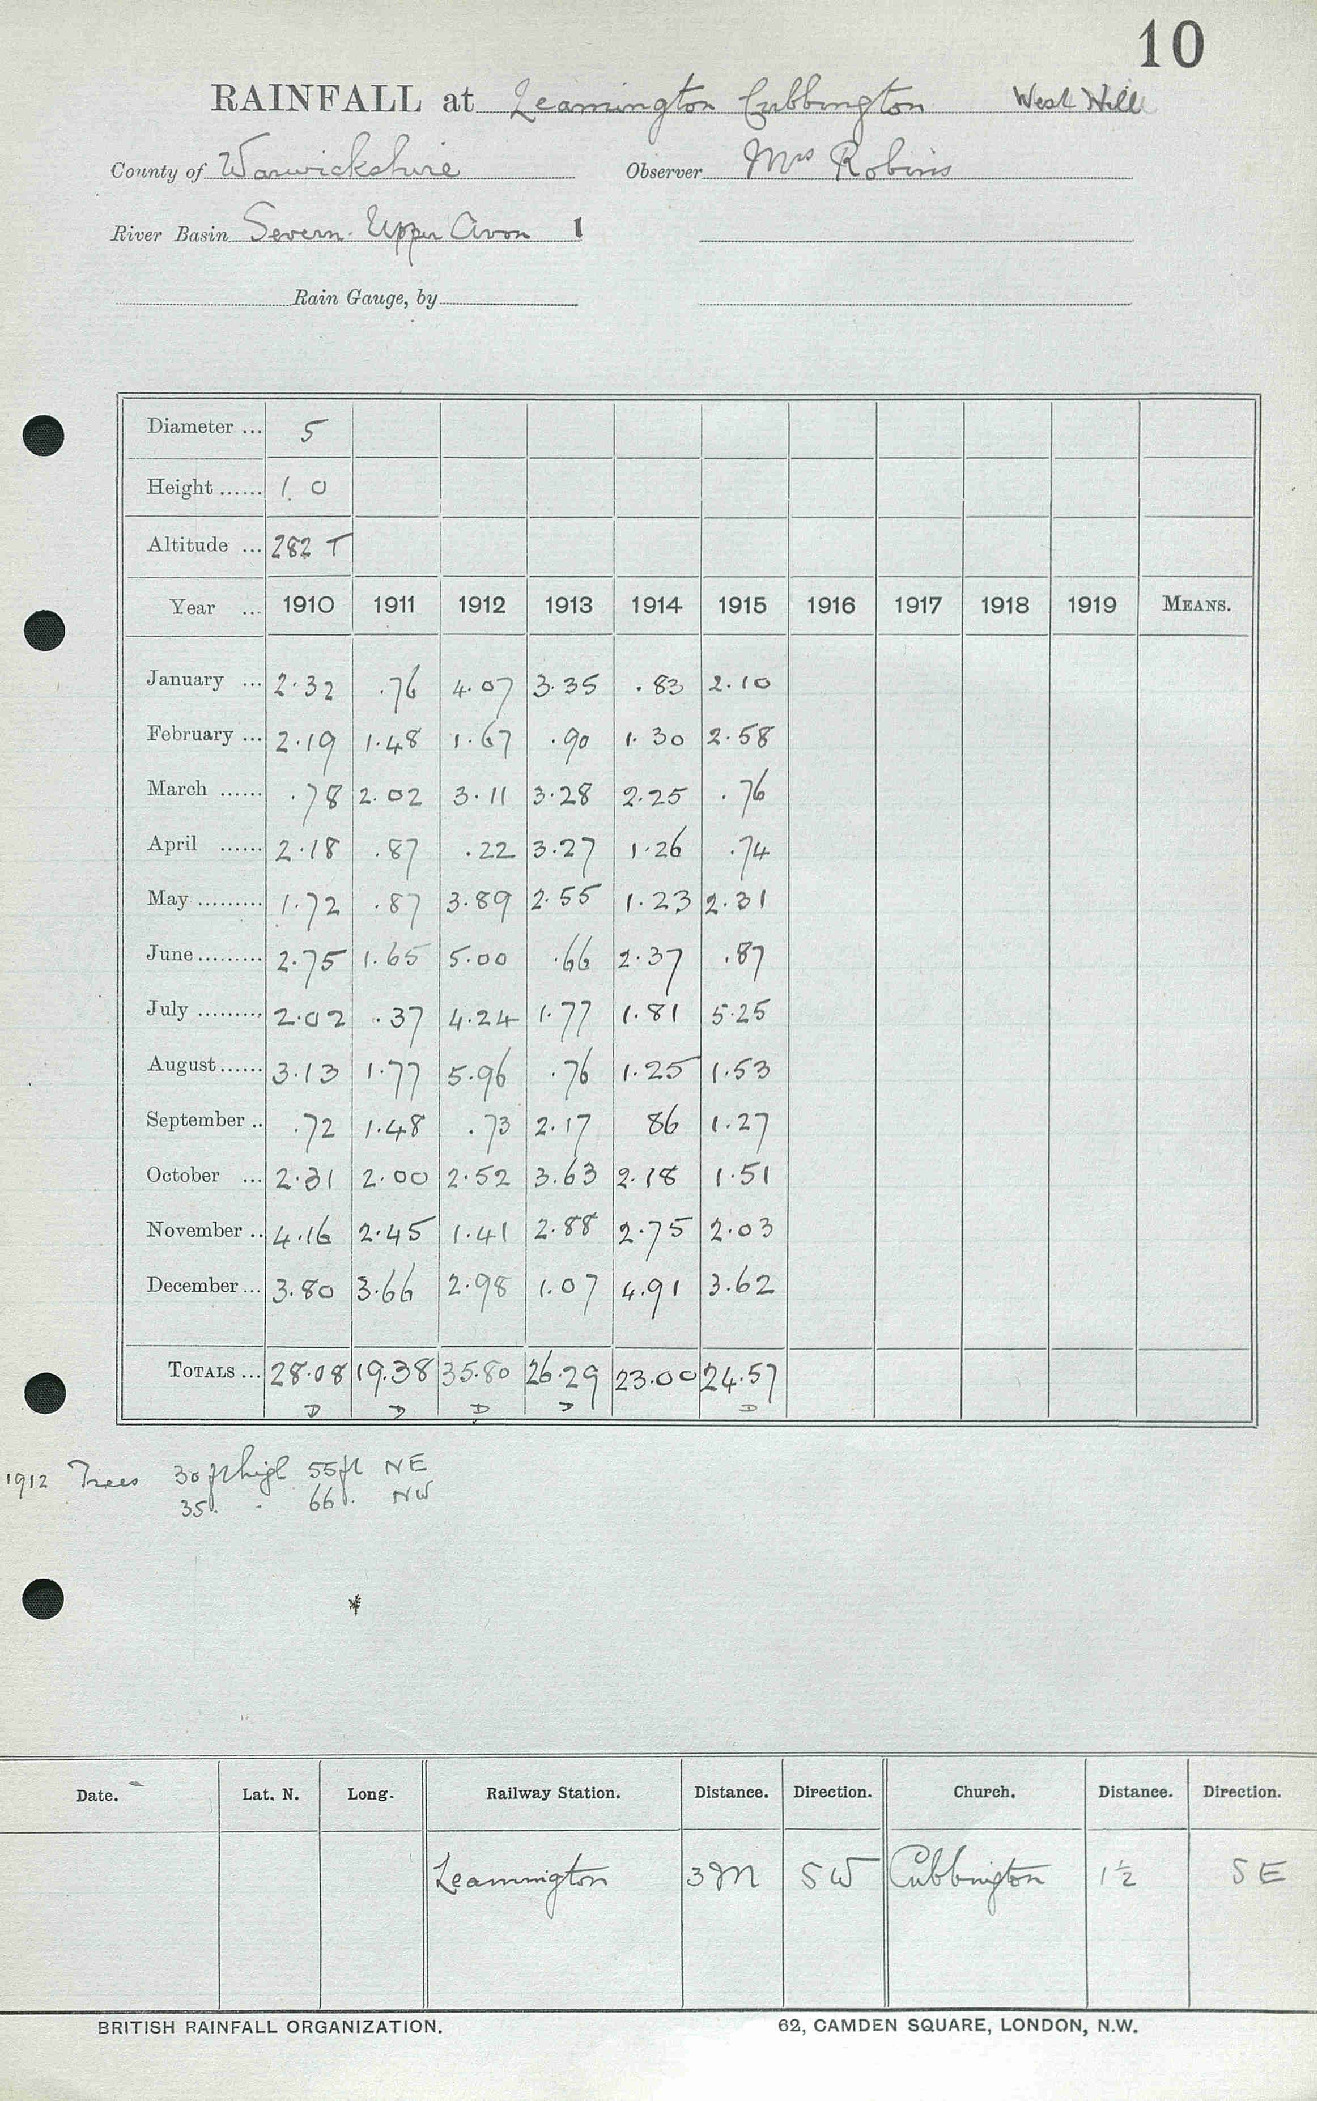 10
RAINFALL at Leamington Cubbington West Hill
County of Warwickshire Observer Mrs Robins
River Basin Severn. Upper Avon 1
Rain Gauge, by
Diameter ... 5
Height ...... 1. 0
Altitude ... 282 T
Year ... 1910 1911 1912 1913 1914 1915 1916 1917 1918 1919 MEANS.
January ... 2.32 .76 4.07 3.35 .83 2.10
February ... 2.19 1.48 1.67 .90 1.30 2.58
March ...... .78 2.02 3.11 3.28 2.25 .76
April ...... 2.18 .87 .22 3.27 1.26 .74
May ......... 1.72 .87 3.89 2.55 1.23 2.31
June ......... 2.75 1.65 5.00 .66 2.37 .87
July ......... 2.02 .37 4.24 1.77 1.81 5.25
August ...... 3.13 1.77 5.96 .76 1.25 1.53
September .. .72 1.48 .73 2.17 86 1.27
October ... 2.31 2.00 2.52 3.63 2.18 1.51
November .. 4.16 2.45 1.41 2.88 2.75 2.03
December ... 3.80 3.66 2.98 1.07 4.91 3.62
TOTALS ... 28.08 19.38 35.80 26.29 23.00 24.57
D D D D D
1912 Trees 30 ft high 55 ft NE
35 . . 66 . NW
Date. Lat. N. Long. Railway Station. Distance. Direction. Church. Distance. Direction.
Leamington 3M SW Cubbington 1½ SE
BRITISH RAINFALL ORGANIZATION. 62, CAMDEN SQUARE, LONDON, N.W.